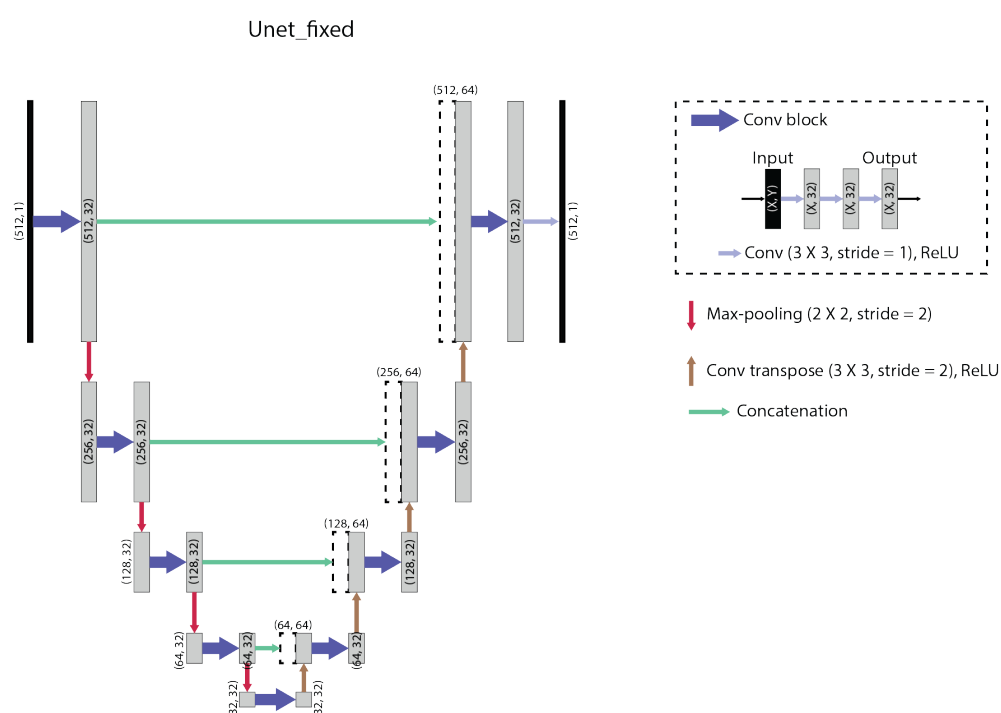 Unet_fixed
(512, 64)
(512, 1)
(512, 32)
(512, 32)
(512, 1)
(256, 64)
(256, 32)
(256, 32)
(256, 32)
(128, 64)
(128, 32)
(128, 32)
(128, 32)
(64, 64)
(64, 32)
(64, 32)
(64, 32)
32, 32)
32, 32)
Conv block
Input
Output
(X, Y)
(X, 32)
(X, 32)
(X, 32)
Conv (3 X 3, stride = 1), ReLU
Max-pooling (2 X 2, stride = 2)
Conv transpose (3 X 3, stride = 2), ReLU
Concatenation